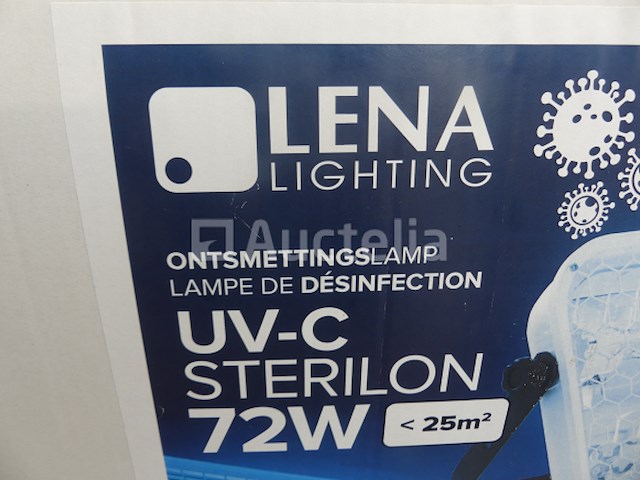 LENA
LIGHTING
Auctelia
ONTSMETTINGSLAMP
LAMPE DE DÉSINFECTION
UV-C
STERILON
72W < 25m²